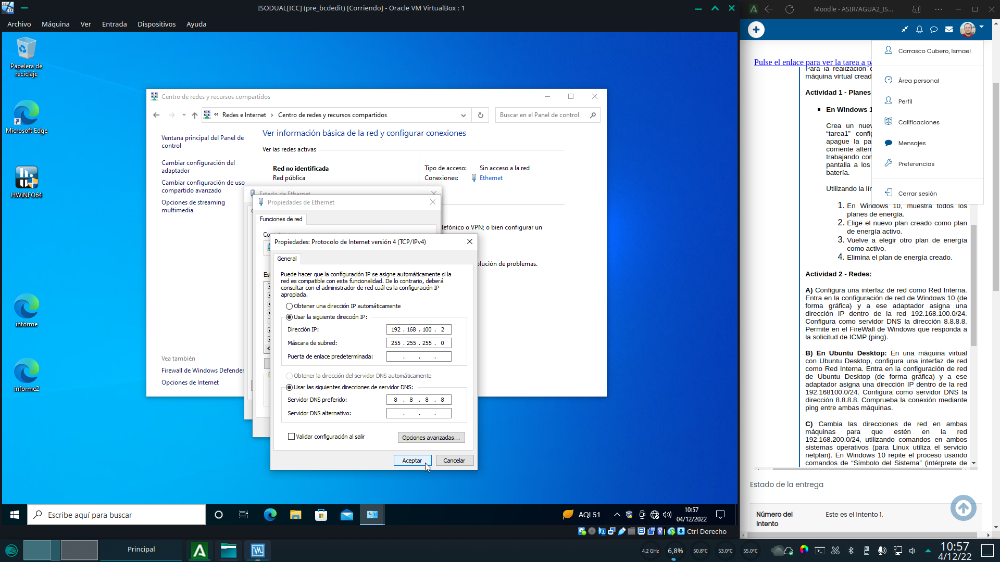 ISODUAL[ICC] (pre_bcdedit) [Corriendo] - Oracle VM VirtualBox : 1
Archivo Máquina Ver Entrada Dispositivos Ayuda
Papelera de
reciclaje
Microsoft Edge
HWiNFO64
informe
informe2
Centro de redes y recursos compartidos
« Redes e Internet > Centro de redes y recursos compartidos
Buscar en el Panel de control
Ventana principal del Panel de
control
Cambiar configuración del
adaptador
Cambiar configuración de uso
compartido avanzado
Opciones de streaming
multimedia
Vea también
Firewall de Windows Defender
Opciones de Internet
Ver información básica de la red y configurar conexiones
Ver las redes activas
Red no identificada
Red pública
Tipo de acceso: Sin acceso a la red
Conexiones: Ethernet
lefónico o VPN; o bien configurar un
olución de problemas.
Estado de Ethernet
Propiedades de Ethernet
Funciones de red
Propiedades: Protocolo de Internet versión 4 (TCP/IPv4)
General
Puede hacer que la configuración IP se asigne automáticamente si la
red es compatible con esta funcionalidad. De lo contrario, deberá
consultar con el administrador de red cuál es la configuración IP
apropiada.
Obtener una dirección IP automáticamente
Usar la siguiente dirección IP:
Dirección IP: 192 . 168 . 100 . 2
Máscara de subred: 255 . 255 . 255 . 0
Puerta de enlace predeterminada: . . .
Obtener la dirección del servidor DNS automáticamente
Usar las siguientes direcciones de servidor DNS:
Servidor DNS preferido: 8 . 8 . 8 . 8
Servidor DNS alternativo: . . .
Validar configuración al salir
Opciones avanzadas...
Aceptar Cancelar
Escribe aquí para buscar
AQI 51
10:57
04/12/2022
Ctrl Derecho
Moodle - ASIR/AGUA2_IS...
Carrasco Cubero, Ismael
Área personal
Perfil
Calificaciones
Mensajes
Preferencias
Cerrar sesión
Pulse el enlace para ver la tarea a pa
Para la realización
máquina virtual cread
Actividad 1 - Planes
En Windows 1
Crea un nuev
“tarea1” config
apague la pa
corriente altern
trabajando con
pantalla a los
batería.
Utilizando la lín
1. En Windows 10, muestra todos los
planes de energía.
2. Elige el nuevo plan creado como plan
de energía activo.
3. Vuelve a elegir otro plan de energía
como activo.
4. Elimina el plan de energía creado.
Actividad 2 - Redes:
A) Configura una interfaz de red como Red Interna.
Entra en la configuración de red de Windows 10 (de
forma gráfica) y a ese adaptador asigna una
dirección IP dentro de la red 192.168.100.0/24.
Configura como servidor DNS la dirección 8.8.8.8.
Permite en el FireWall de Windows que responda a
la solicitud de ICMP (ping).
B) En Ubuntu Desktop: En una máquina virtual
con Ubuntu Desktop, configura una interfaz de red
como Red Interna. Entra en la configuración de red
de Ubuntu Desktop (de forma gráfica) y a ese
adaptador asigna una dirección IP dentro de la red
192.168100.0/24. Configura como servidor DNS la
dirección 8.8.8.8. Comprueba la conexión mediante
ping entre ambas máquinas.
C) Cambia las direcciones de red en ambas
máquinas para que estén en la red
192.168.200.0/24, utilizando comandos en ambos
sistemas operativos (para Linux utiliza el servicio
netplan). En Windows 10 repite el proceso usando
comandos de “Símbolo del Sistema” (intérprete de
Estado de la entrega
Número del
intento
Este es el intento 1.
Principal
4,2 GHz 6,8% 50,8°C 53,0°C 55,0°C
10:57
4/12/22